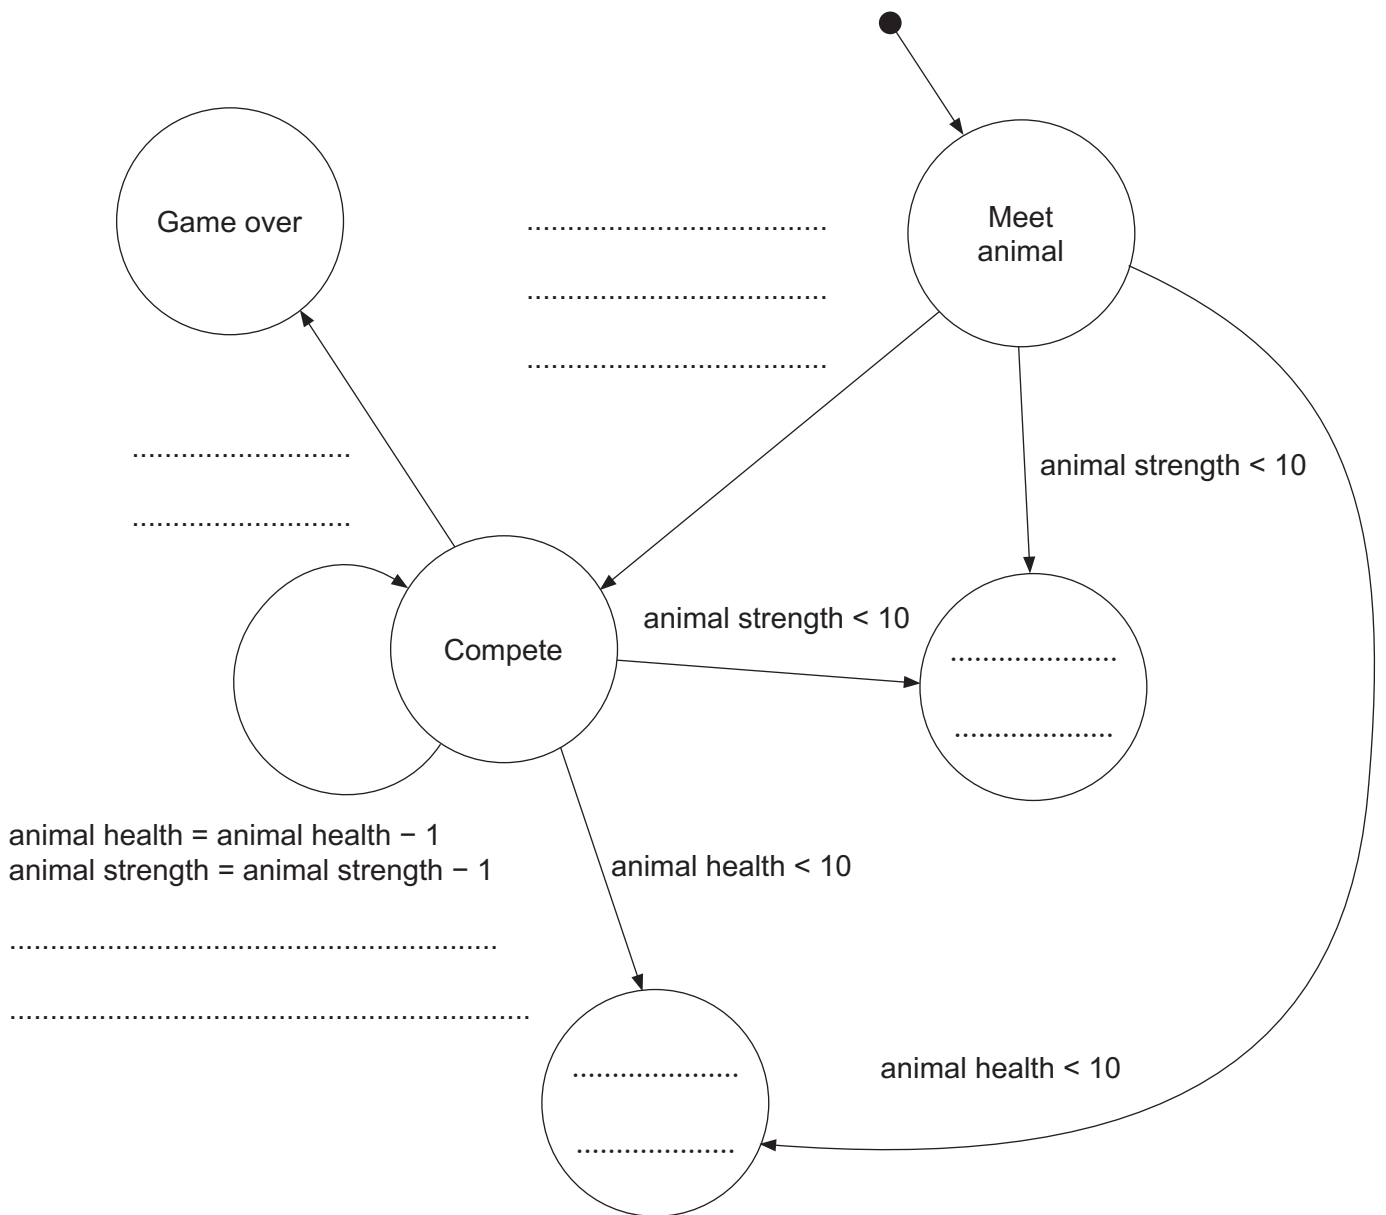 Game over
Meet
animal
animal strength < 10
animal strength < 10
Compete
animal health = animal health − 1
animal strength = animal strength − 1
animal health < 10
animal health < 10